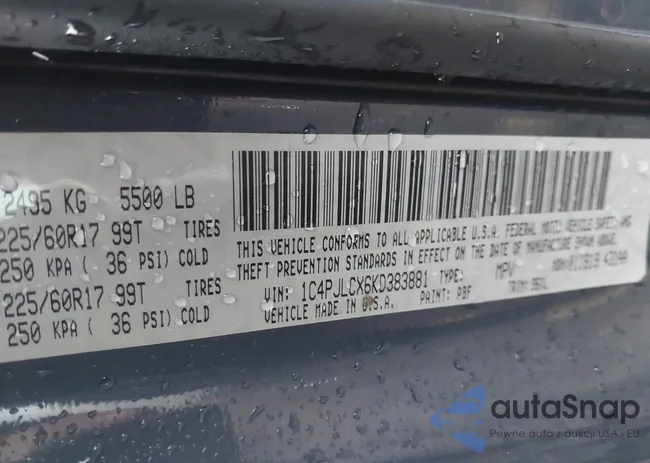 2495 KG 5500 LB
225/60R17 99T TIRES
250 KPA ( 36 PSI) COLD
225/60R17 99T TIRES
250 KPA ( 36 PSI) COLD
THIS VEHICLE CONFORMS TO ALL APPLICABLE U.S.A. FEDERAL MOTOR VEHICLE SAFETY AND
THEFT PREVENTION STANDARDS IN EFFECT ON THE DATE OF MANUFACTURE SHOWN ABOVE.
VIN: 1C4PJLCX6KD383881 TYPE: MPV
VEHICLE MADE IN U.S.A. PAINT: PBF TRIM:
autaSnap
Pewne auta z aukcji USA i EU